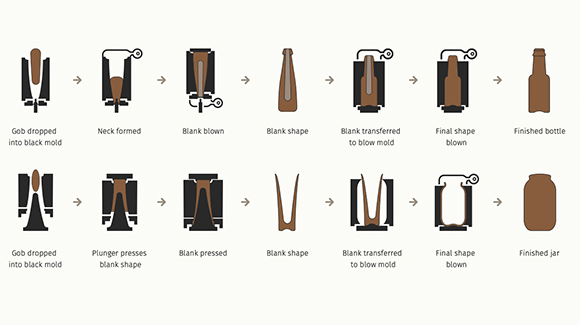 Gob dropped
into black mold
Neck formed
Blank blown
Blank shape
Blank transferred
to blow mold
Final shape
blown
Finished bottle
Gob dropped
into black mold
Plunger presses
blank shape
Blank pressed
Blank shape
Blank transferred
to blow mold
Final shape
blown
Finished jar